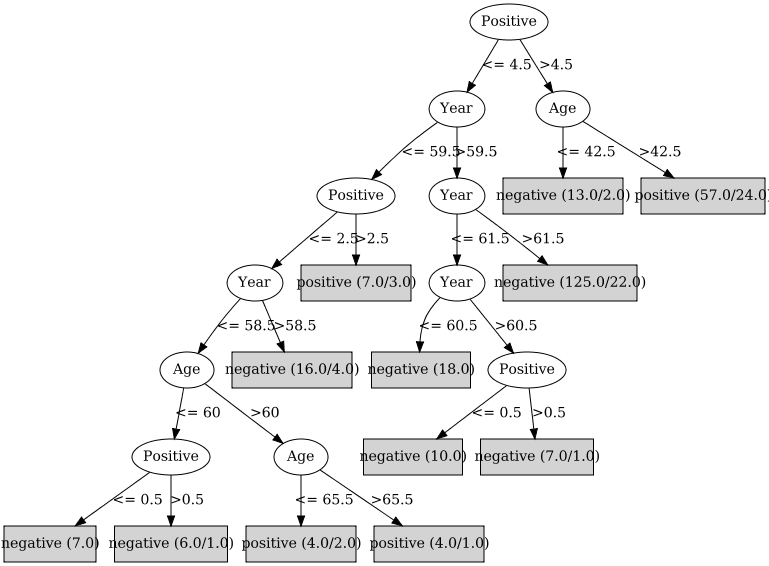 Positive
<= 4.5
>4.5
Year
Age
<= 59.5
>59.5
<= 42.5
>42.5
Positive
Year
negative (13.0/2.0)
positive (57.0/24.0)
<= 2.5
>2.5
<= 61.5
>61.5
Year
positive (7.0/3.0)
Year
negative (125.0/22.0)
<= 58.5
>58.5
<= 60.5
>60.5
Age
negative (16.0/4.0)
negative (18.0)
Positive
<= 60
>60
<= 0.5
>0.5
Positive
Age
negative (10.0)
negative (7.0/1.0)
<= 0.5
>0.5
<= 65.5
>65.5
negative (7.0)
negative (6.0/1.0)
positive (4.0/2.0)
positive (4.0/1.0)